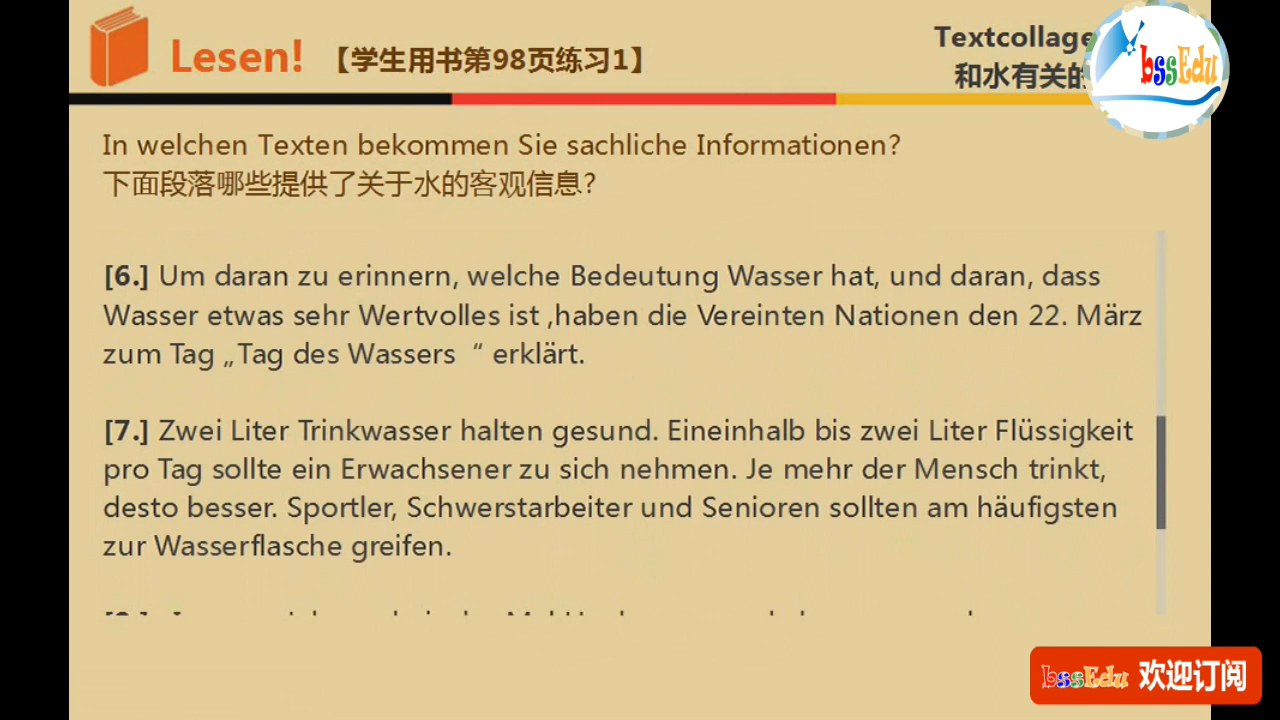 Lesen! 【学生用书第98页练习1】
Textcollage
和水有关的
bssEdu
In welchen Texten bekommen Sie sachliche Informationen?
下面段落哪些提供了关于水的客观信息?
[6.] Um daran zu erinnern, welche Bedeutung Wasser hat, und daran, dass
Wasser etwas sehr Wertvolles ist ,haben die Vereinten Nationen den 22. März
zum Tag „Tag des Wassers “ erklärt.
[7.] Zwei Liter Trinkwasser halten gesund. Eineinhalb bis zwei Liter Flüssigkeit
pro Tag sollte ein Erwachsener zu sich nehmen. Je mehr der Mensch trinkt,
desto besser. Sportler, Schwerstarbeiter und Senioren sollten am häufigsten
zur Wasserflasche greifen.
bssEdu 欢迎订阅